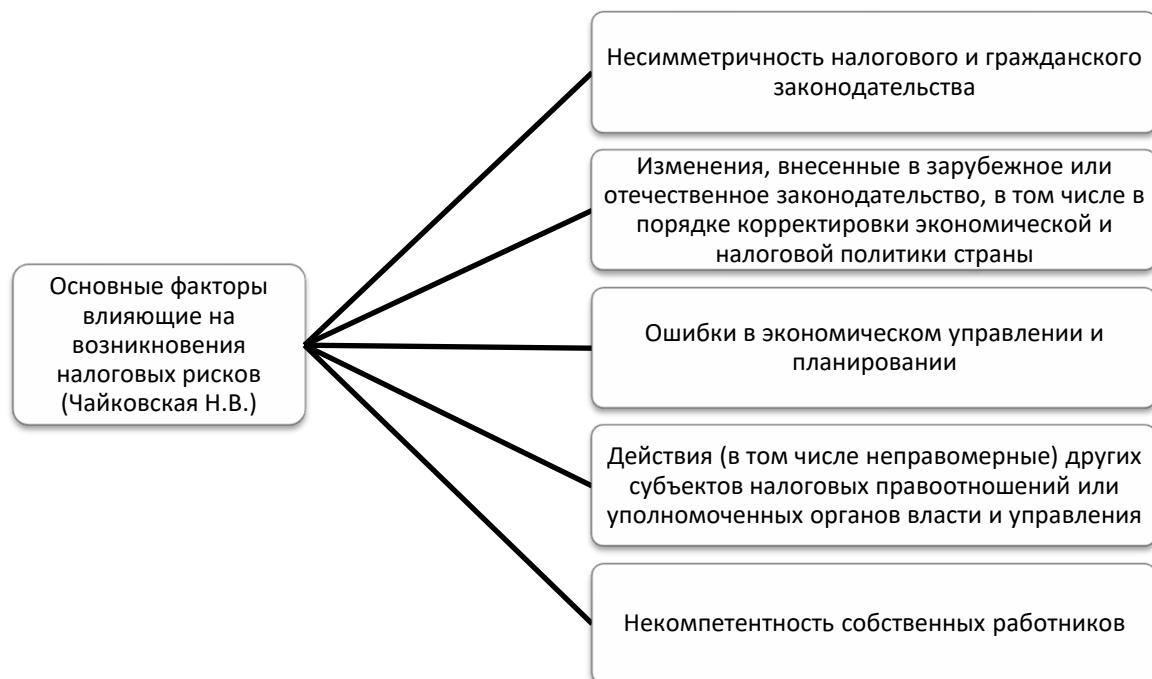 Основные факторы
влияющие на
возникновения
налоговых рисков
(Чайковская Н.В.)
Несимметричность налогового и гражданского
законодательства
Изменения, внесенные в зарубежное или
отечественное законодательство, в том числе в
порядке корректировки экономической и
налоговой политики страны
Ошибки в экономическом управлении и
планировании
Действия (в том числе неправомерные) других
субъектов налоговых правоотношений или
уполномоченных органов власти и управления
Некомпетентность собственных работников